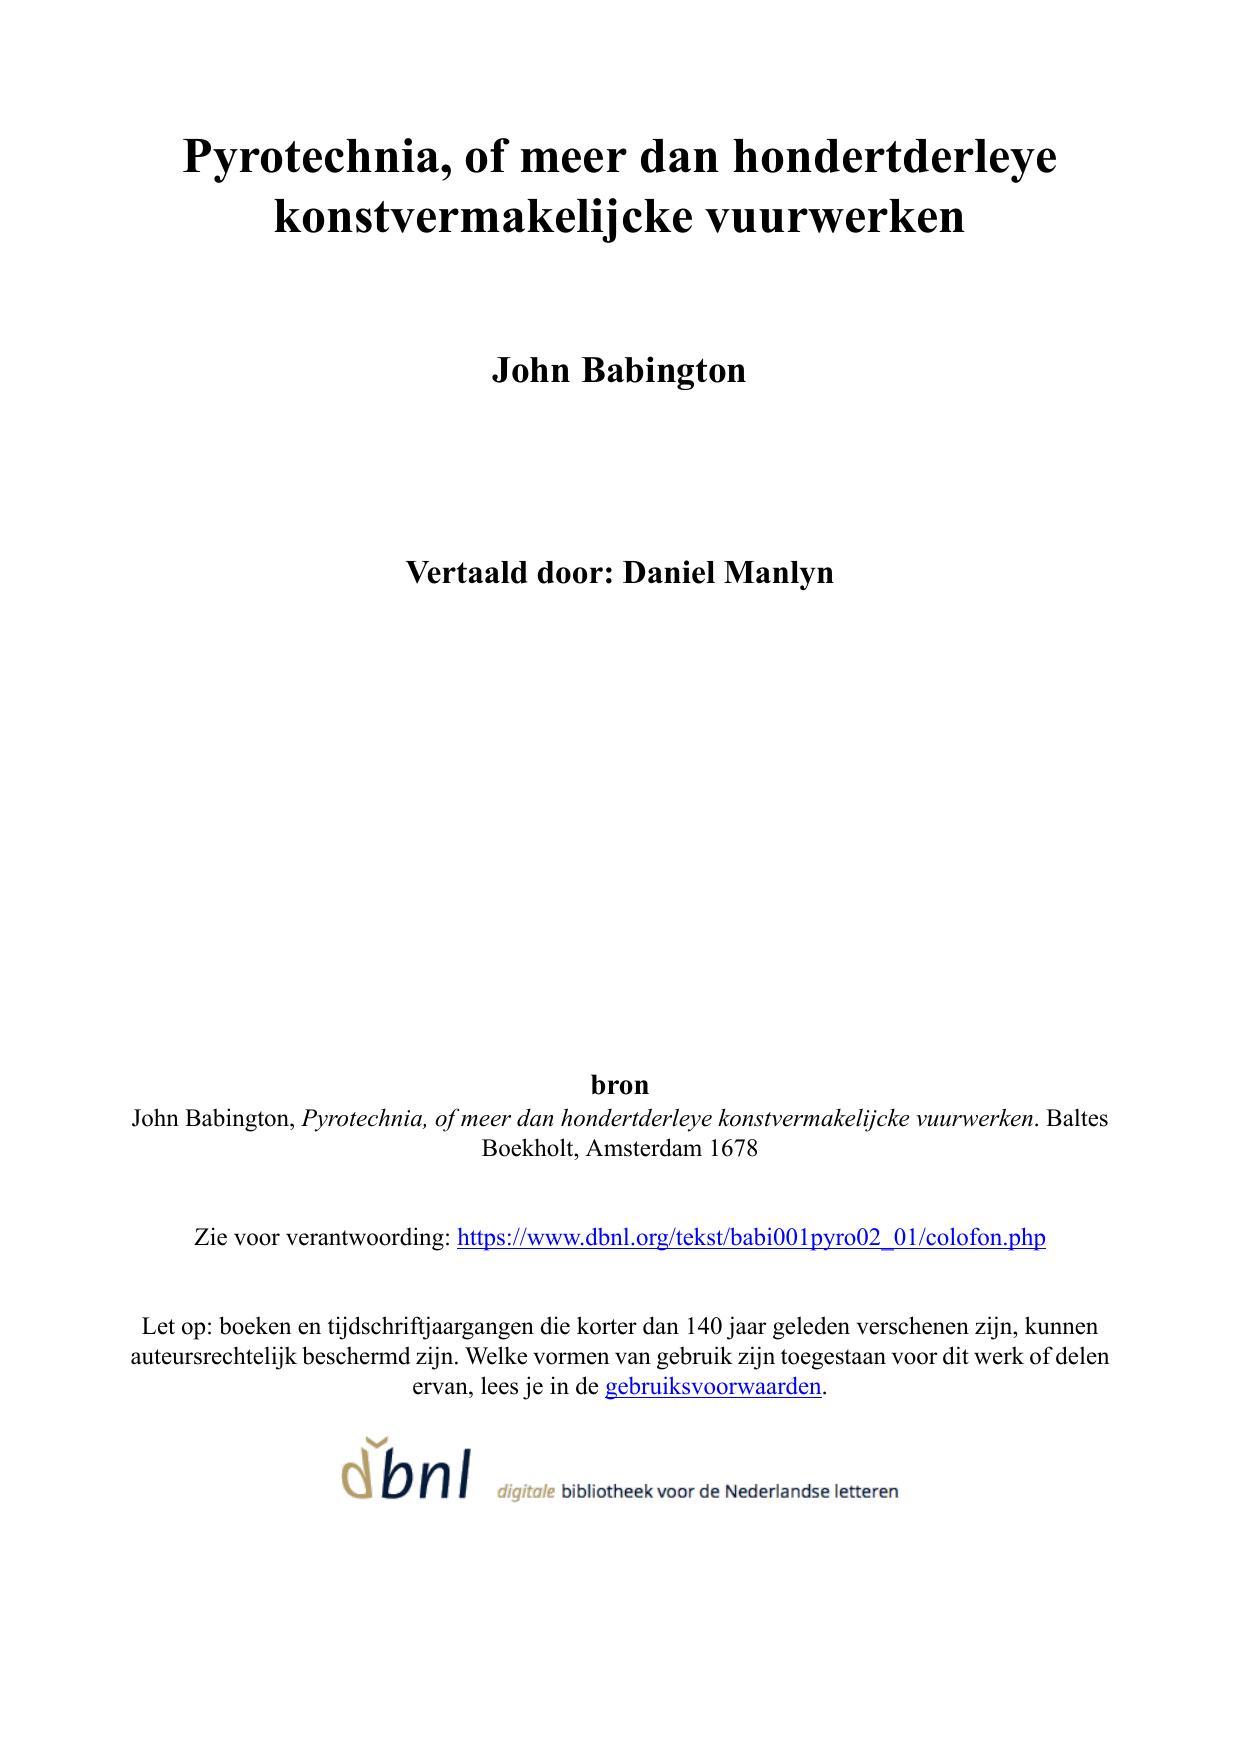 Pyrotechnia, of meer dan hondertderleye
konstvermakelijcke vuurwerken
John Babington
Vertaald door: Daniel Manlyn
bron
John Babington, Pyrotechnia, of meer dan hondertderleye konstvermakelijcke vuurwerken. Baltes
Boekholt, Amsterdam 1678
Zie voor verantwoording: https://www.dbnl.org/tekst/babi001pyro02_01/colofon.php
Let op: boeken en tijdschriftjaargangen die korter dan 140 jaar geleden verschenen zijn, kunnen
auteursrechtelijk beschermd zijn. Welke vormen van gebruik zijn toegestaan voor dit werk of delen
ervan, lees je in de gebruiksvoorwaarden.
dbnl digitale bibliotheek voor de Nederlandse letteren